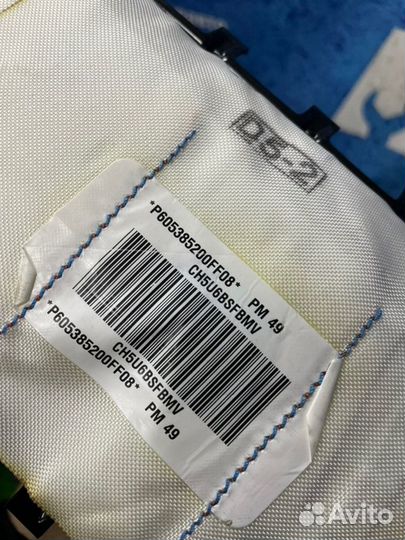 D5-2
*P605385200FF08* PM 49
CH5U6BSFBMV
CH5U6BSFBMV
*P605385200FF08* PM 49
Avito